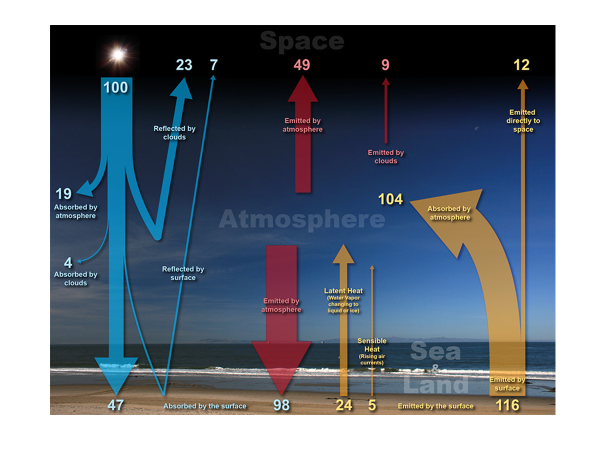 Space
23
7
49
9
12
100
Emitted
directly to
space
Emitted by
atmosphere
Reflected by
clouds
Emitted by
clouds
19
Absorbed by
atmosphere
104
Absorbed by
atmosphere
Atmosphere
4
Absorbed by
clouds
Reflected by
surface
Latent Heat
(Water Vapor
changing to
liquid or ice)
Emitted by
atmosphere
Sensible
Heat
(Rising air
currents)
Sea
&
Land
Emitted by
surface
47
Absorbed by the surface
98
24
5
Emitted by the surface
116